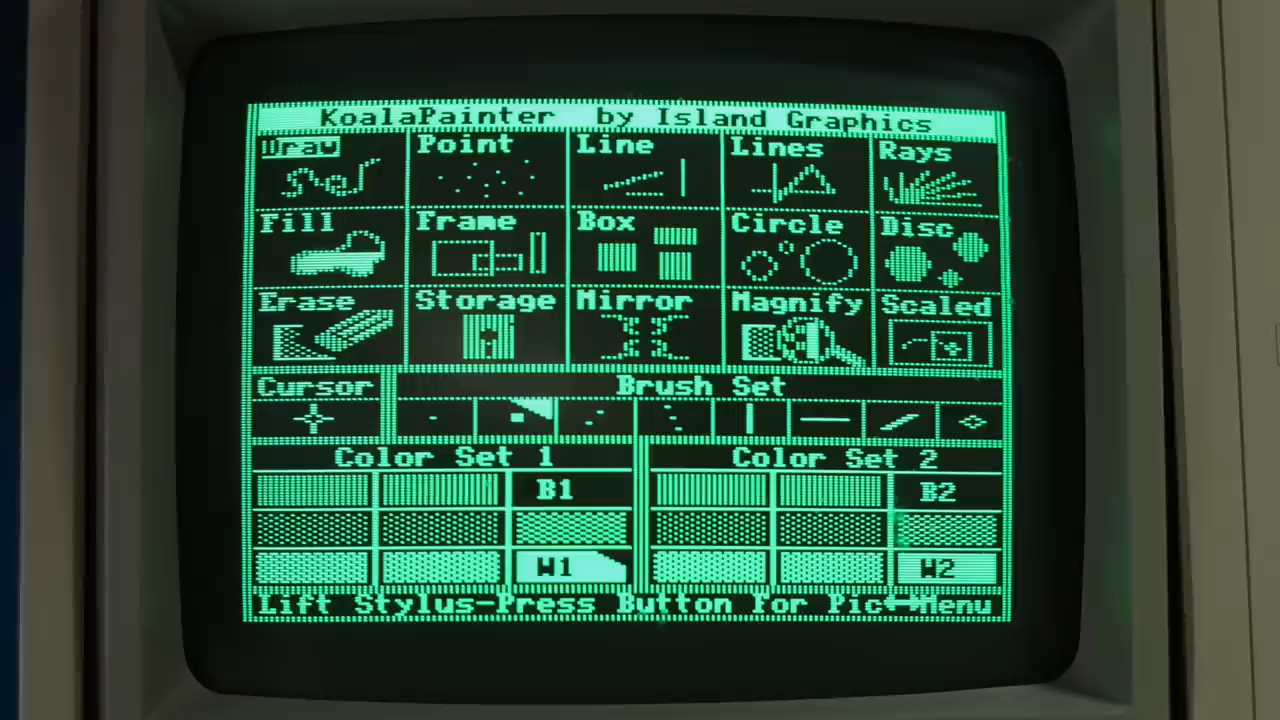 KoalaPainter by Island Graphics
Draw Point Line Lines Rays
Fill Frame Box Circle Disc
Erase Storage Mirror Magnify Scaled
Cursor Brush Set
Color Set 1 Color Set 2
B1 B2
W1 W2
Lift Stylus-Press Button For Pict↔Menu